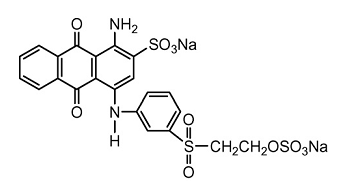 O NH₂
SO₃Na
O N
H
O
S CH₂CH₂OSO₃Na
O